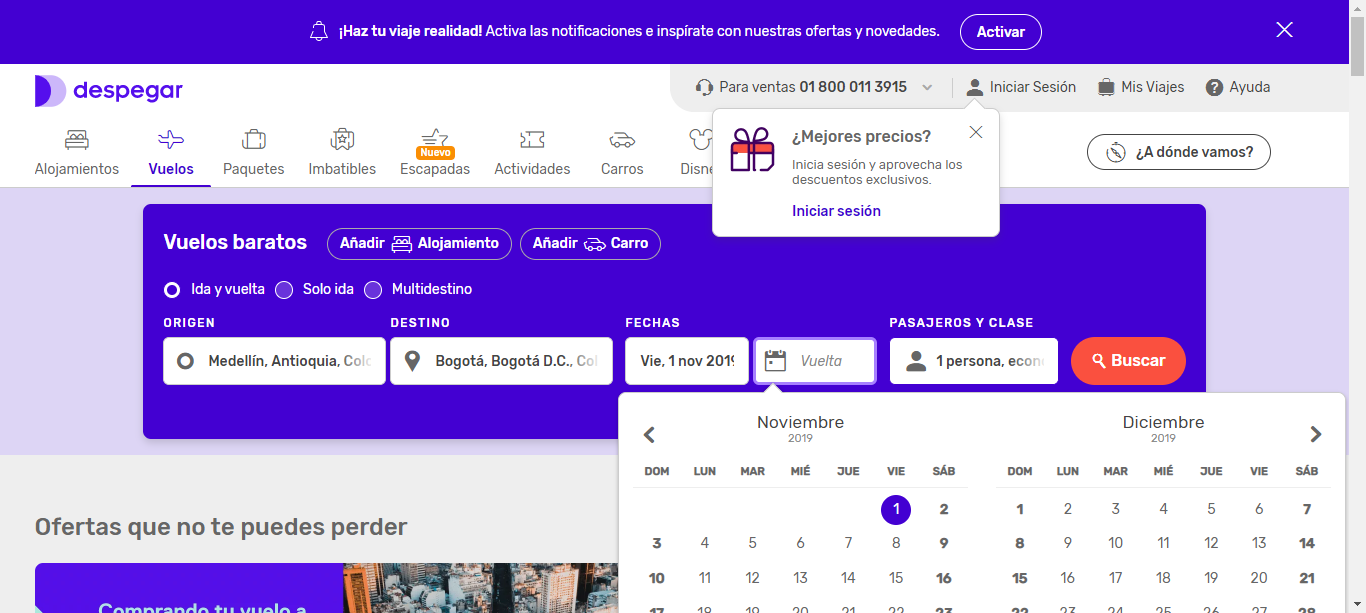 ¡Haz tu viaje realidad! Activa las notificaciones e inspírate con nuestras ofertas y novedades.
Activar
despegar
Para ventas 01 800 011 3915
Iniciar Sesión
Mis Viajes
Ayuda
Alojamientos
Vuelos
Paquetes
Imbatibles
Nuevo
Escapadas
Actividades
Carros
Disne
¿A dónde vamos?
¿Mejores precios?
Inicia sesión y aprovecha los
descuentos exclusivos.
Iniciar sesión
Vuelos baratos
Añadir Alojamiento
Añadir Carro
Ida y vuelta
Solo ida
Multidestino
ORIGEN
DESTINO
FECHAS
PASAJEROS Y CLASE
Medellín, Antioquia, Colo
Bogotá, Bogotá D.C., Col
Vie, 1 nov 2019
Vuelta
1 persona, econ
Buscar
Noviembre
2019
DOM LUN MAR MIÉ JUE VIE SÁB
1 2
3 4 5 6 7 8 9
10 11 12 13 14 15 16
17 18 19 20 21 22 23
Diciembre
2019
DOM LUN MAR MIÉ JUE VIE SÁB
1 2 3 4 5 6 7
8 9 10 11 12 13 14
15 16 17 18 19 20 21
22 23 24 25 26 27 28
Ofertas que no te puedes perder
Comprando tu vuelo a